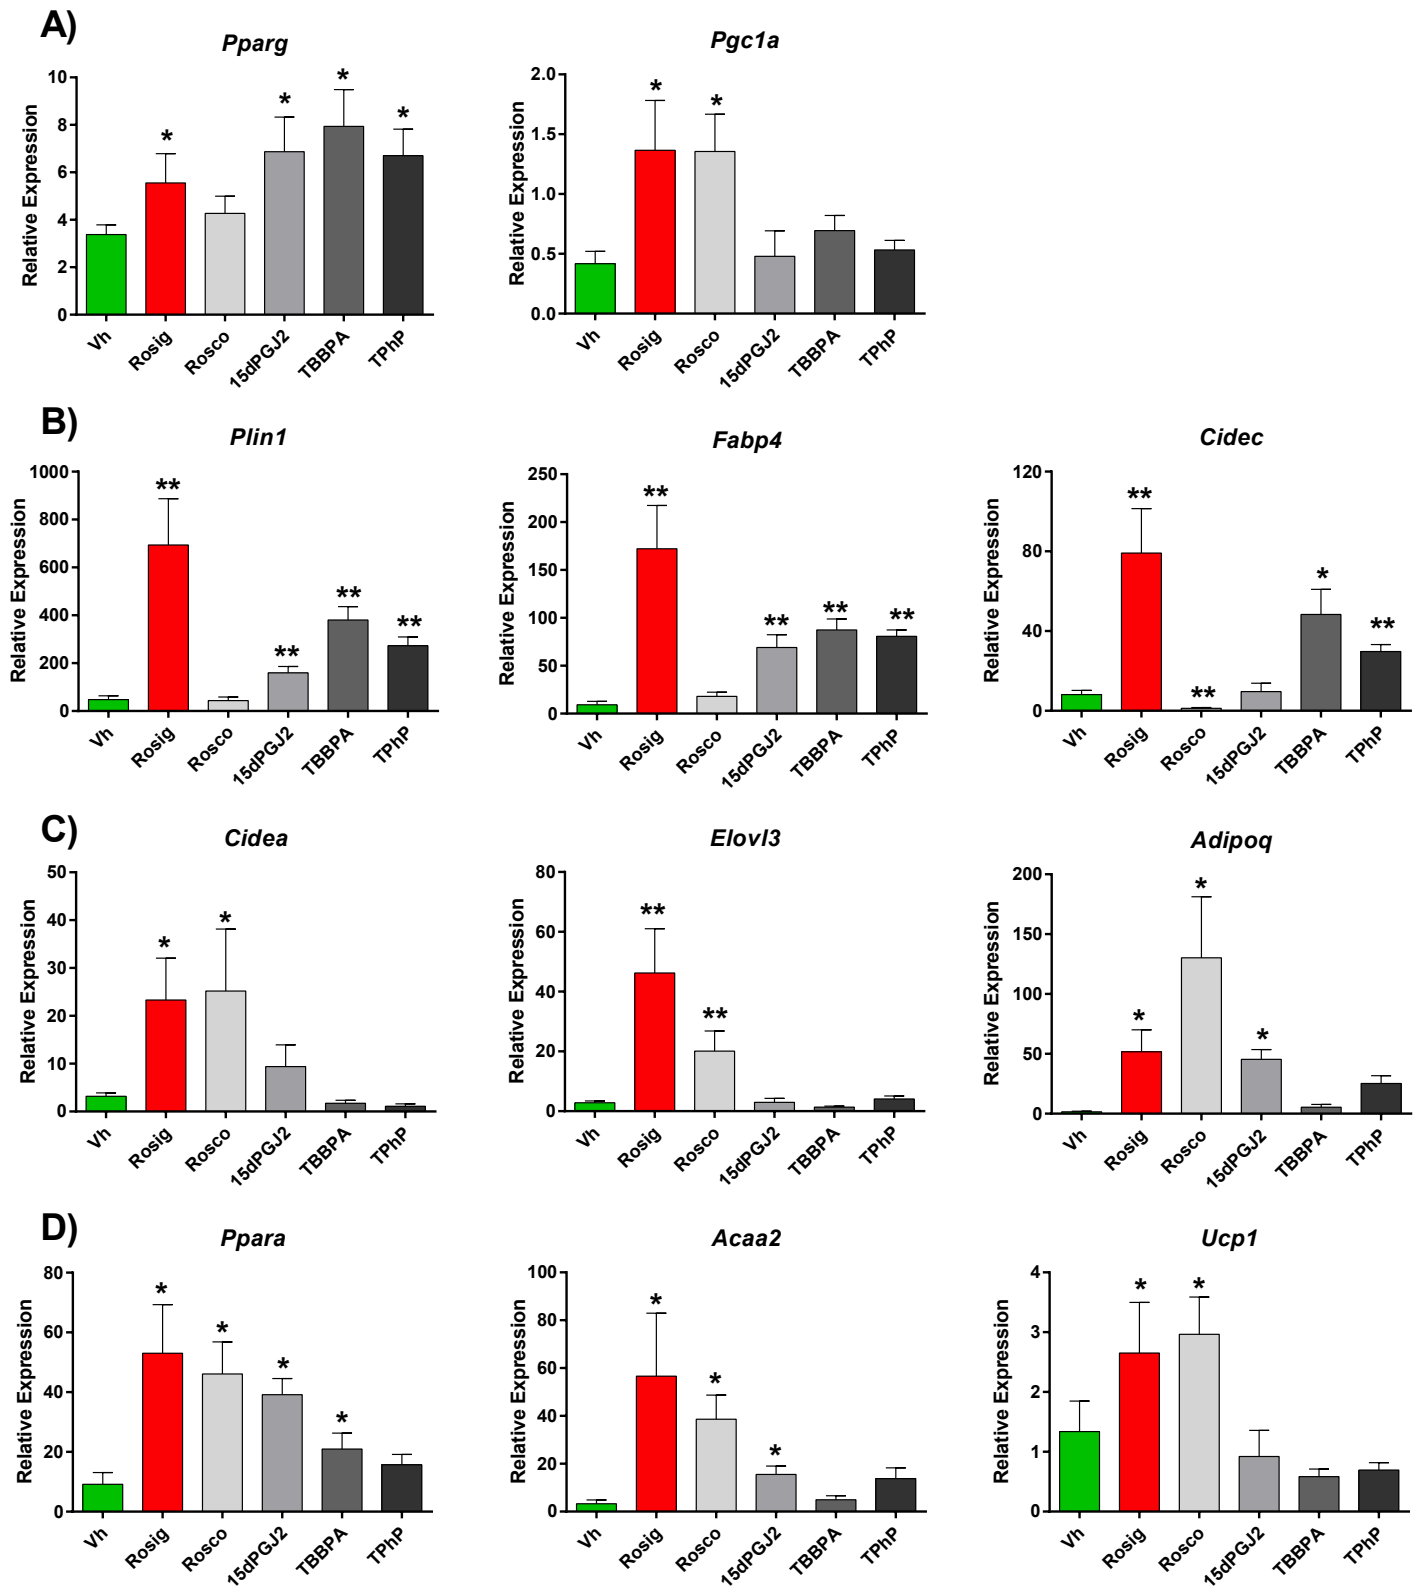 A)
Pparg
Relative Expression
10
8
6
4
2
0
*
*
*
*
Vh
Rosig
Rosco
15dPGJ2
TBBPA
TPhP
Pgc1a
Relative Expression
2.0
1.5
1.0
0.5
0.0
*
*
Vh
Rosig
Rosco
15dPGJ2
TBBPA
TPhP
B)
Plin1
Relative Expression
1000
800
600
400
200
0
**
**
**
**
Vh
Rosig
Rosco
15dPGJ2
TBBPA
TPhP
Fabp4
Relative Expression
250
200
150
100
50
0
**
**
**
**
Vh
Rosig
Rosco
15dPGJ2
TBBPA
TPhP
Cidec
Relative Expression
120
80
40
0
**
**
*
**
Vh
Rosig
Rosco
15dPGJ2
TBBPA
TPhP
C)
Cidea
Relative Expression
50
40
30
20
10
0
*
*
Vh
Rosig
Rosco
15dPGJ2
TBBPA
TPhP
Elovl3
Relative Expression
80
60
40
20
0
**
**
Vh
Rosig
Rosco
15dPGJ2
TBBPA
TPhP
Adipoq
Relative Expression
200
150
100
50
0
*
*
*
Vh
Rosig
Rosco
15dPGJ2
TBBPA
TPhP
D)
Ppara
Relative Expression
80
60
40
20
0
*
*
*
*
Vh
Rosig
Rosco
15dPGJ2
TBBPA
TPhP
Acaa2
Relative Expression
100
80
60
40
20
0
*
*
*
Vh
Rosig
Rosco
15dPGJ2
TBBPA
TPhP
Ucp1
Relative Expression
4
3
2
1
0
*
*
Vh
Rosig
Rosco
15dPGJ2
TBBPA
TPhP